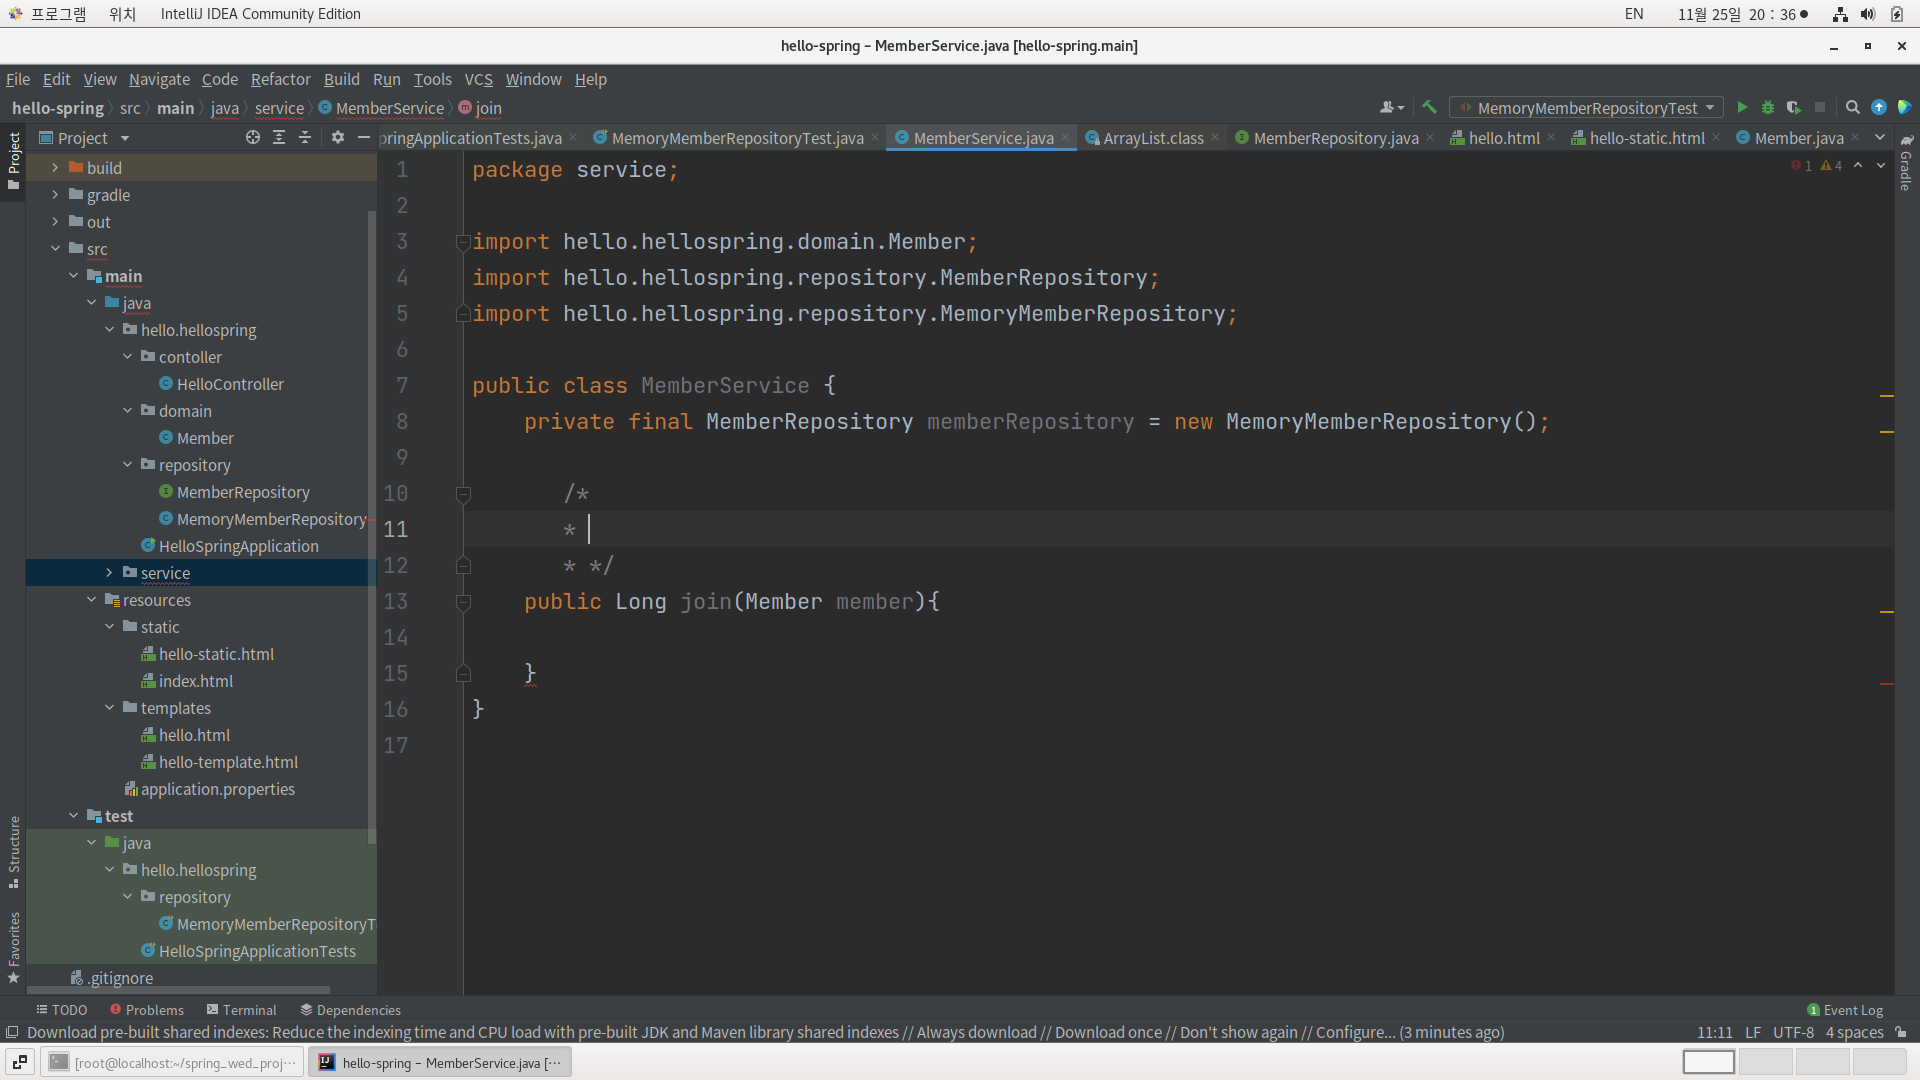 프로그램 위치 IntelliJ IDEA Community Edition EN 11월 25일 20 : 36
hello-spring – MemberService.java [hello-spring.main]
File Edit View Navigate Code Refactor Build Run Tools VCS Window Help
hello-spring src main java service MemberService join MemoryMemberRepositoryTest
Project pringApplicationTests.java MemoryMemberRepositoryTest.java MemberService.java ArrayList.class MemberRepository.java hello.html hello-static.html Member.java
Project
Structure
Favorites
Gradle
build
gradle
out
src
main
java
hello.hellospring
contoller
HelloController
domain
Member
repository
MemberRepository
MemoryMemberRepository
HelloSpringApplication
service
resources
static
hello-static.html
index.html
templates
hello.html
hello-template.html
application.properties
test
java
hello.hellospring
repository
MemoryMemberRepositoryT
HelloSpringApplicationTests
.gitignore
1 4
1 package service;
2
3 import hello.hellospring.domain.Member;
4 import hello.hellospring.repository.MemberRepository;
5 import hello.hellospring.repository.MemoryMemberRepository;
6
7 public class MemberService {
8 private final MemberRepository memberRepository = new MemoryMemberRepository();
9
10 /*
11 *
12 * */
13 public Long join(Member member){
14
15 }
16 }
17
TODO Problems Terminal Dependencies 1 Event Log
Download pre-built shared indexes: Reduce the indexing time and CPU load with pre-built JDK and Maven library shared indexes // Always download // Download once // Don't show again // Configure... (3 minutes ago) 11:11 LF UTF-8 4 spaces
[root@localhost:~/spring_wed_proj··· hello-spring – MemberService.java [···